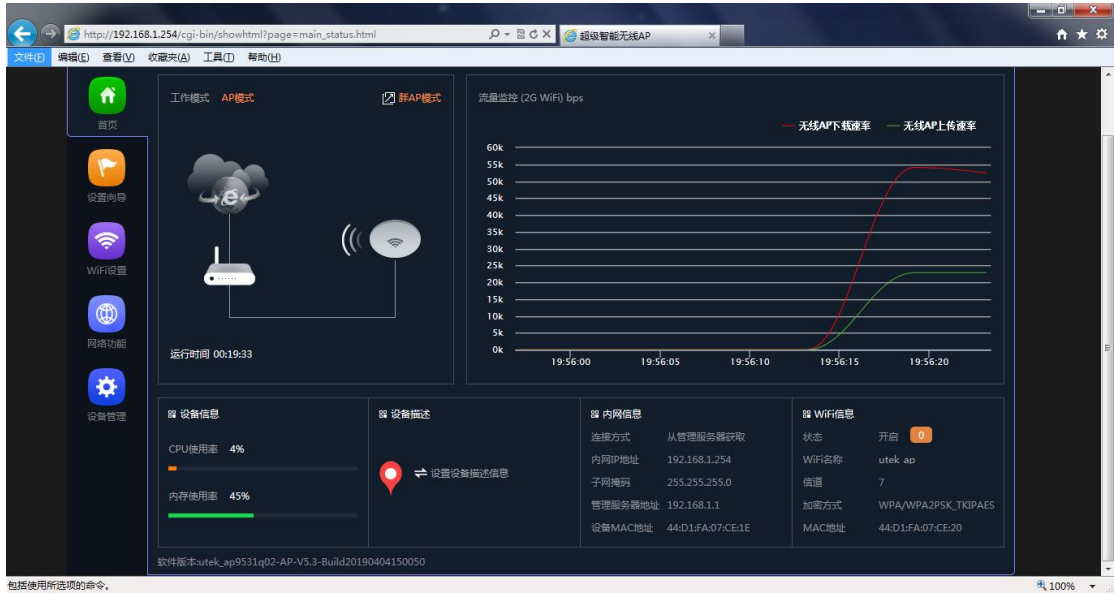 http://192.168.1.254/cgi-bin/showhtml?page=main_status.html
超级智能无线AP
文件(F) 编辑(E) 查看(V) 收藏夹(A) 工具(T) 帮助(H)
首页
设置向导
WiFi设置
网络功能
设备管理
工作模式 AP模式
群AP模式
运行时间 00:19:33
流量监控 (2G WiFi) bps
无线AP下载速率 无线AP上传速率
60k
55k
50k
45k
40k
35k
30k
25k
20k
15k
10k
5k
0k
19:56:00 19:56:05 19:56:10 19:56:15 19:56:20
设备信息
CPU使用率 4%
内存使用率 45%
设备描述
设置设备描述信息
内网信息
连接方式 从管理服务器获取
内网IP地址 192.168.1.254
子网掩码 255.255.255.0
管理服务器地址 192.168.1.1
设备MAC地址 44:D1:FA:07:CE:1E
WiFi信息
状态 开启 0
WiFi名称 utek_ap
信道 7
加密方式 WPA/WPA2PSK_TKIPAES
MAC地址 44:D1:FA:07:CE:20
软件版本:utek_ap9531q02-AP-V5.3-Build20190404150050
包括使用所选项的命令。
100%